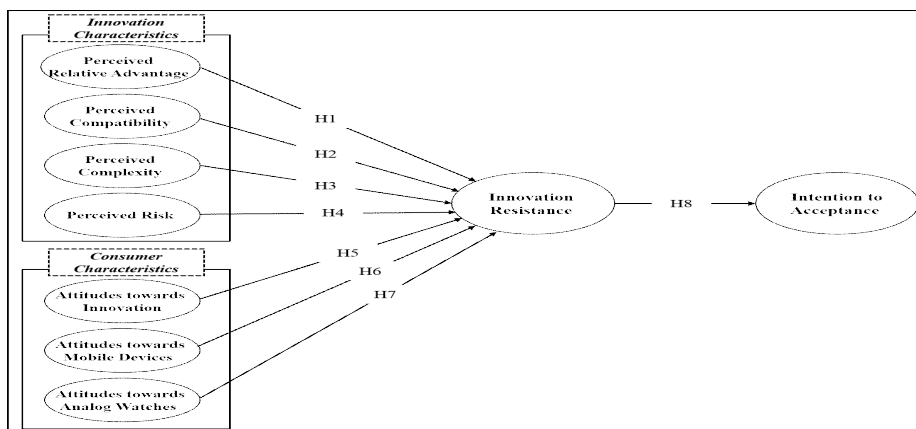 Innovation
Characteristics
Perceived
Relative Advantage
Perceived
Compatibility
Perceived
Complexity
Perceived Risk
Consumer
Characteristics
Attitudes towards
Innovation
Attitudes towards
Mobile Devices
Attitudes towards
Analog Watches
H1
H2
H3
H4
H5
H6
H7
Innovation
Resistance
H8
Intention to
Acceptance